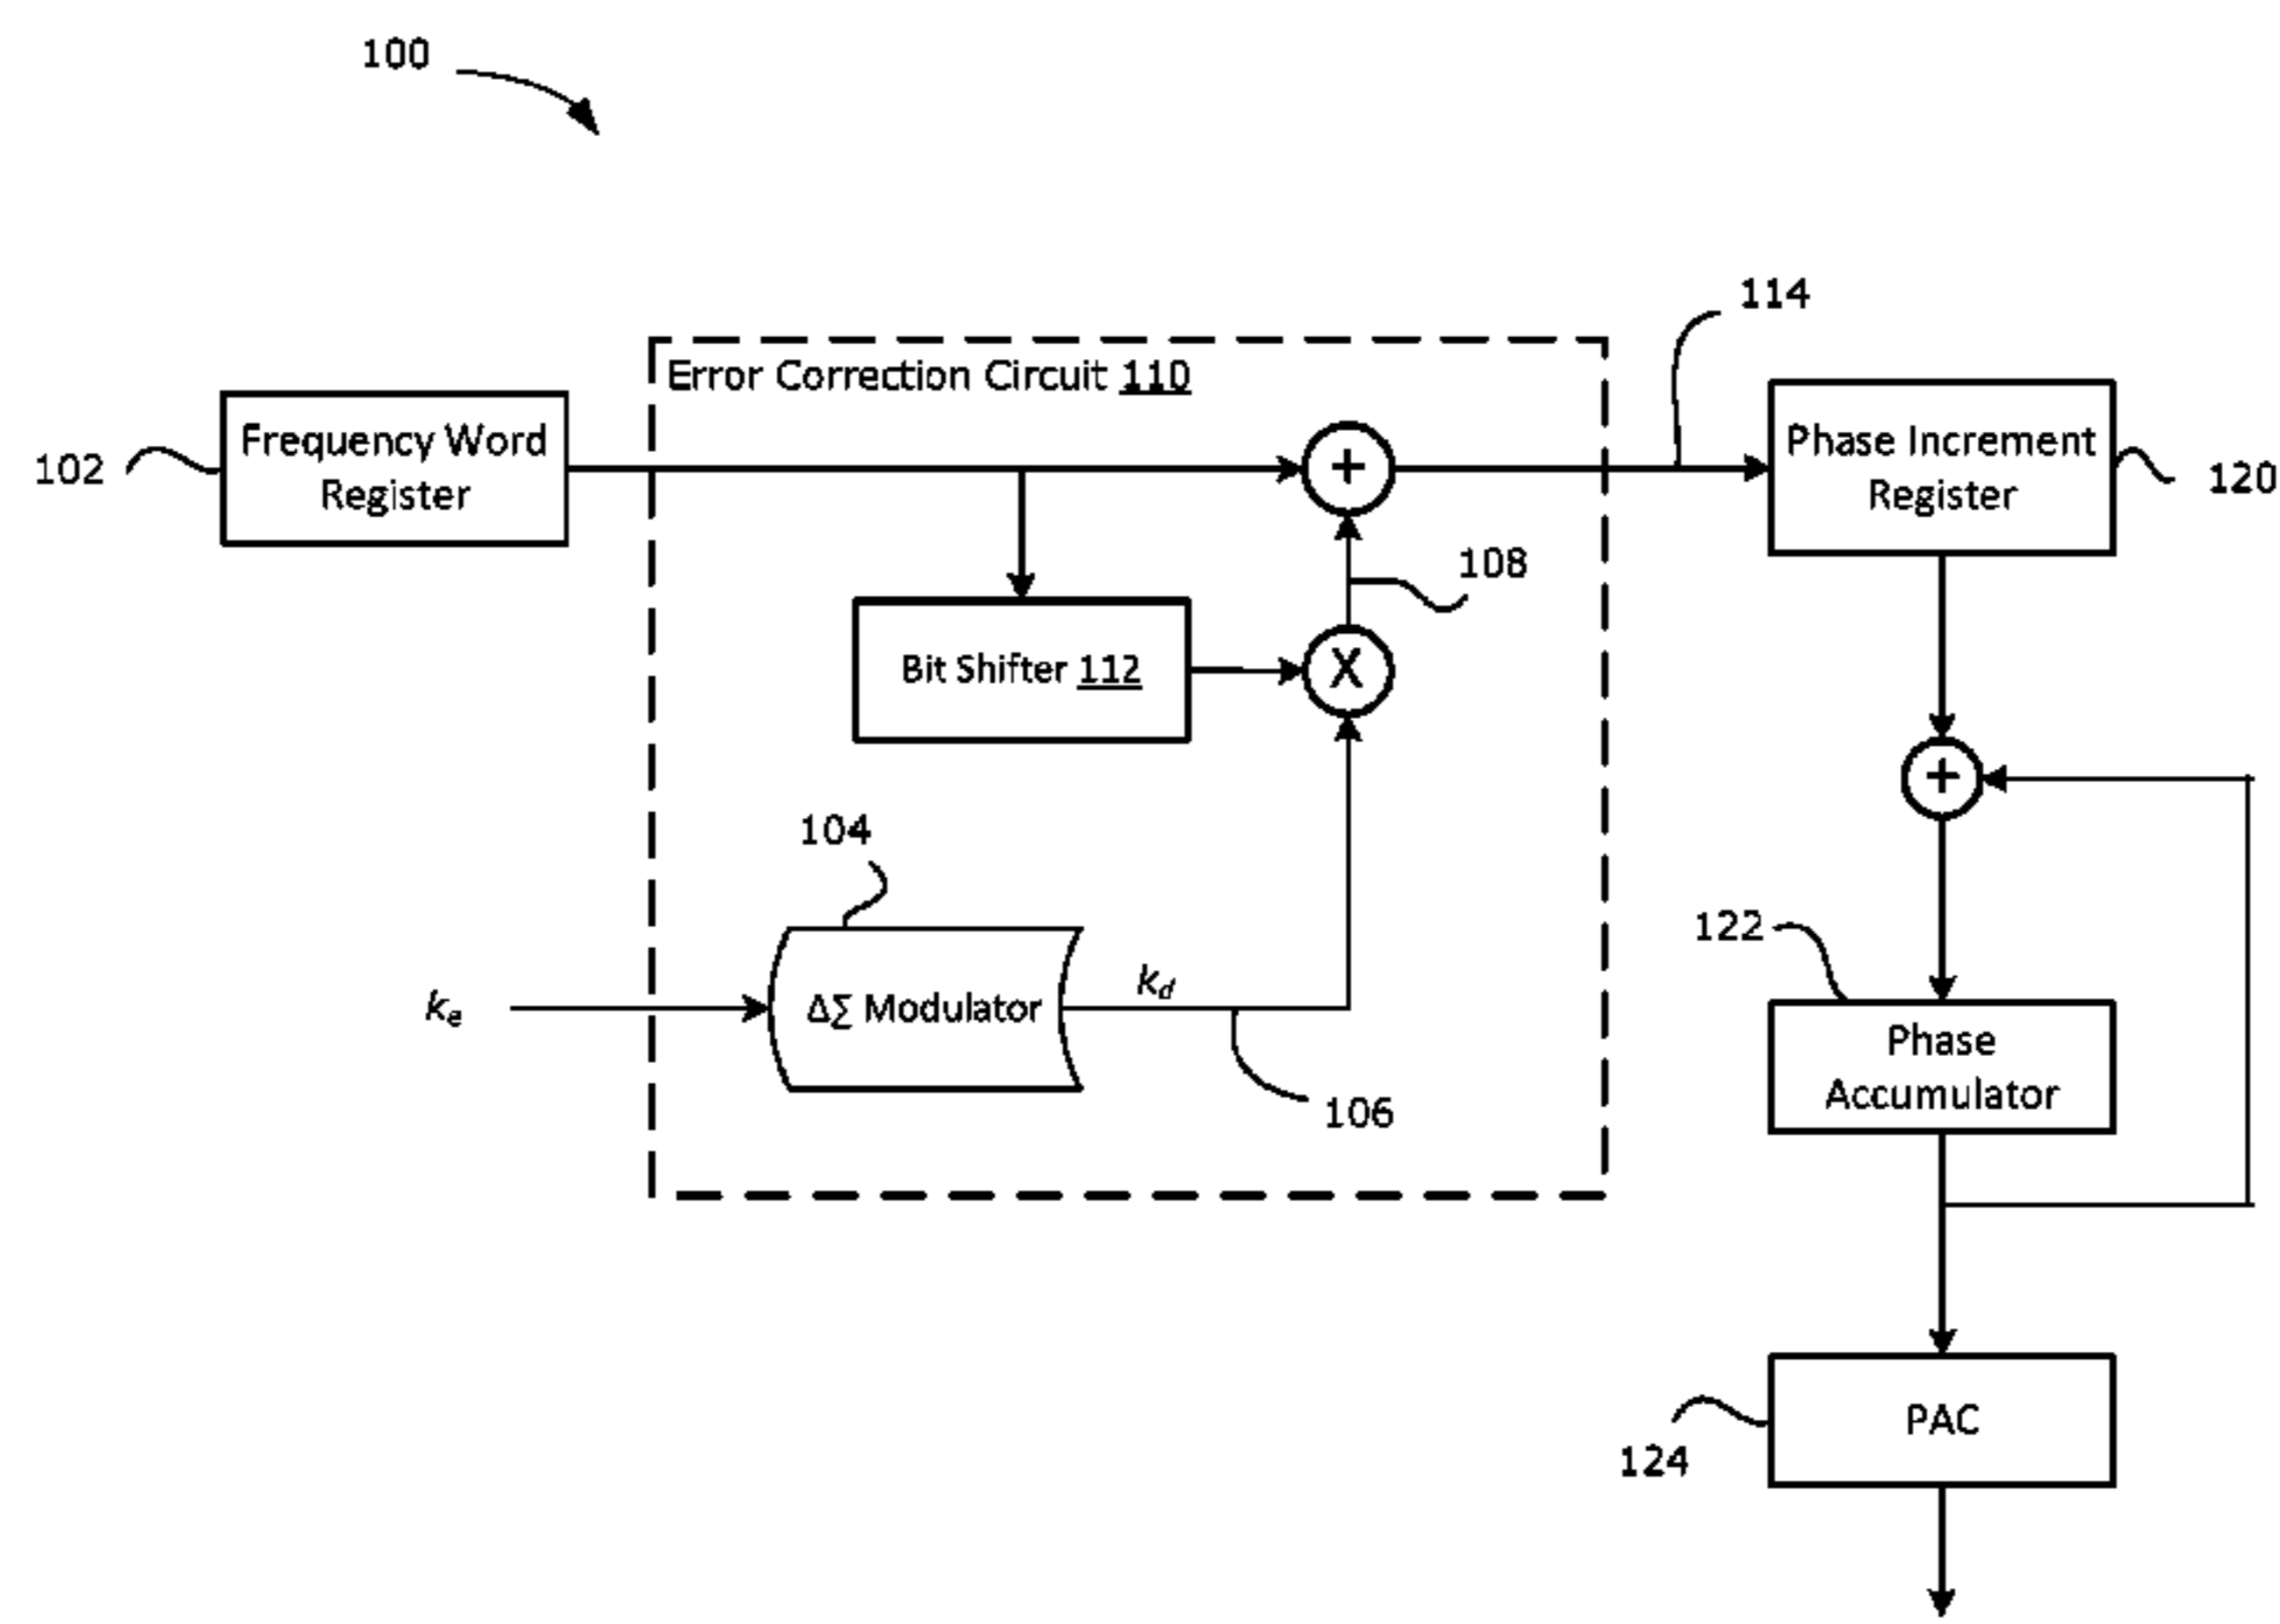 100
114
Error Correction Circuit 110
Frequency Word
Register
102
+
Phase Increment
Register
120
108
Bit Shifter 112
X
+
104
122
kₑ
ΔΣ Modulator
k_d
106
Phase
Accumulator
PAC
124